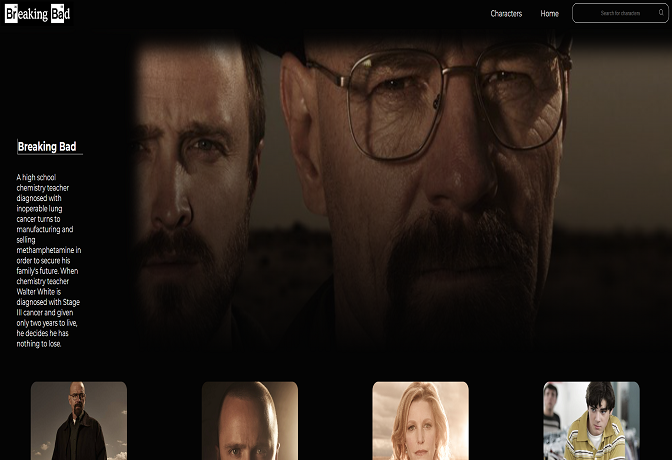 Breaking Bad
Characters
Home
Search for characters
Breaking Bad
A high school
chemistry teacher
diagnosed with
inoperable lung
cancer turns to
manufacturing and
selling
methamphetamine in
order to secure his
family's future. When
chemistry teacher
Walter White is
diagnosed with Stage
III cancer and given
only two years to live,
he decides he has
nothing to lose.